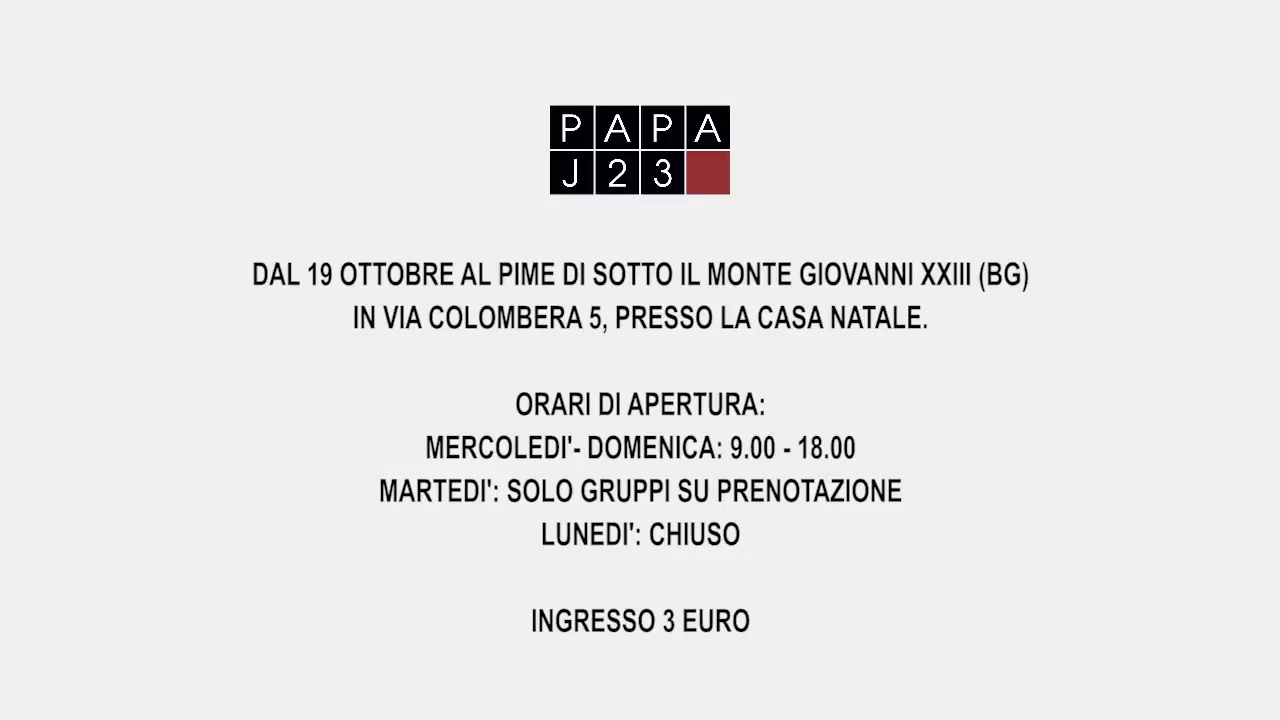 PAPA
J23
DAL 19 OTTOBRE AL PIME DI SOTTO IL MONTE GIOVANNI XXIII (BG)
IN VIA COLOMBERA 5, PRESSO LA CASA NATALE.
ORARI DI APERTURA:
MERCOLEDI'- DOMENICA: 9.00 - 18.00
MARTEDI': SOLO GRUPPI SU PRENOTAZIONE
LUNEDI': CHIUSO
INGRESSO 3 EURO